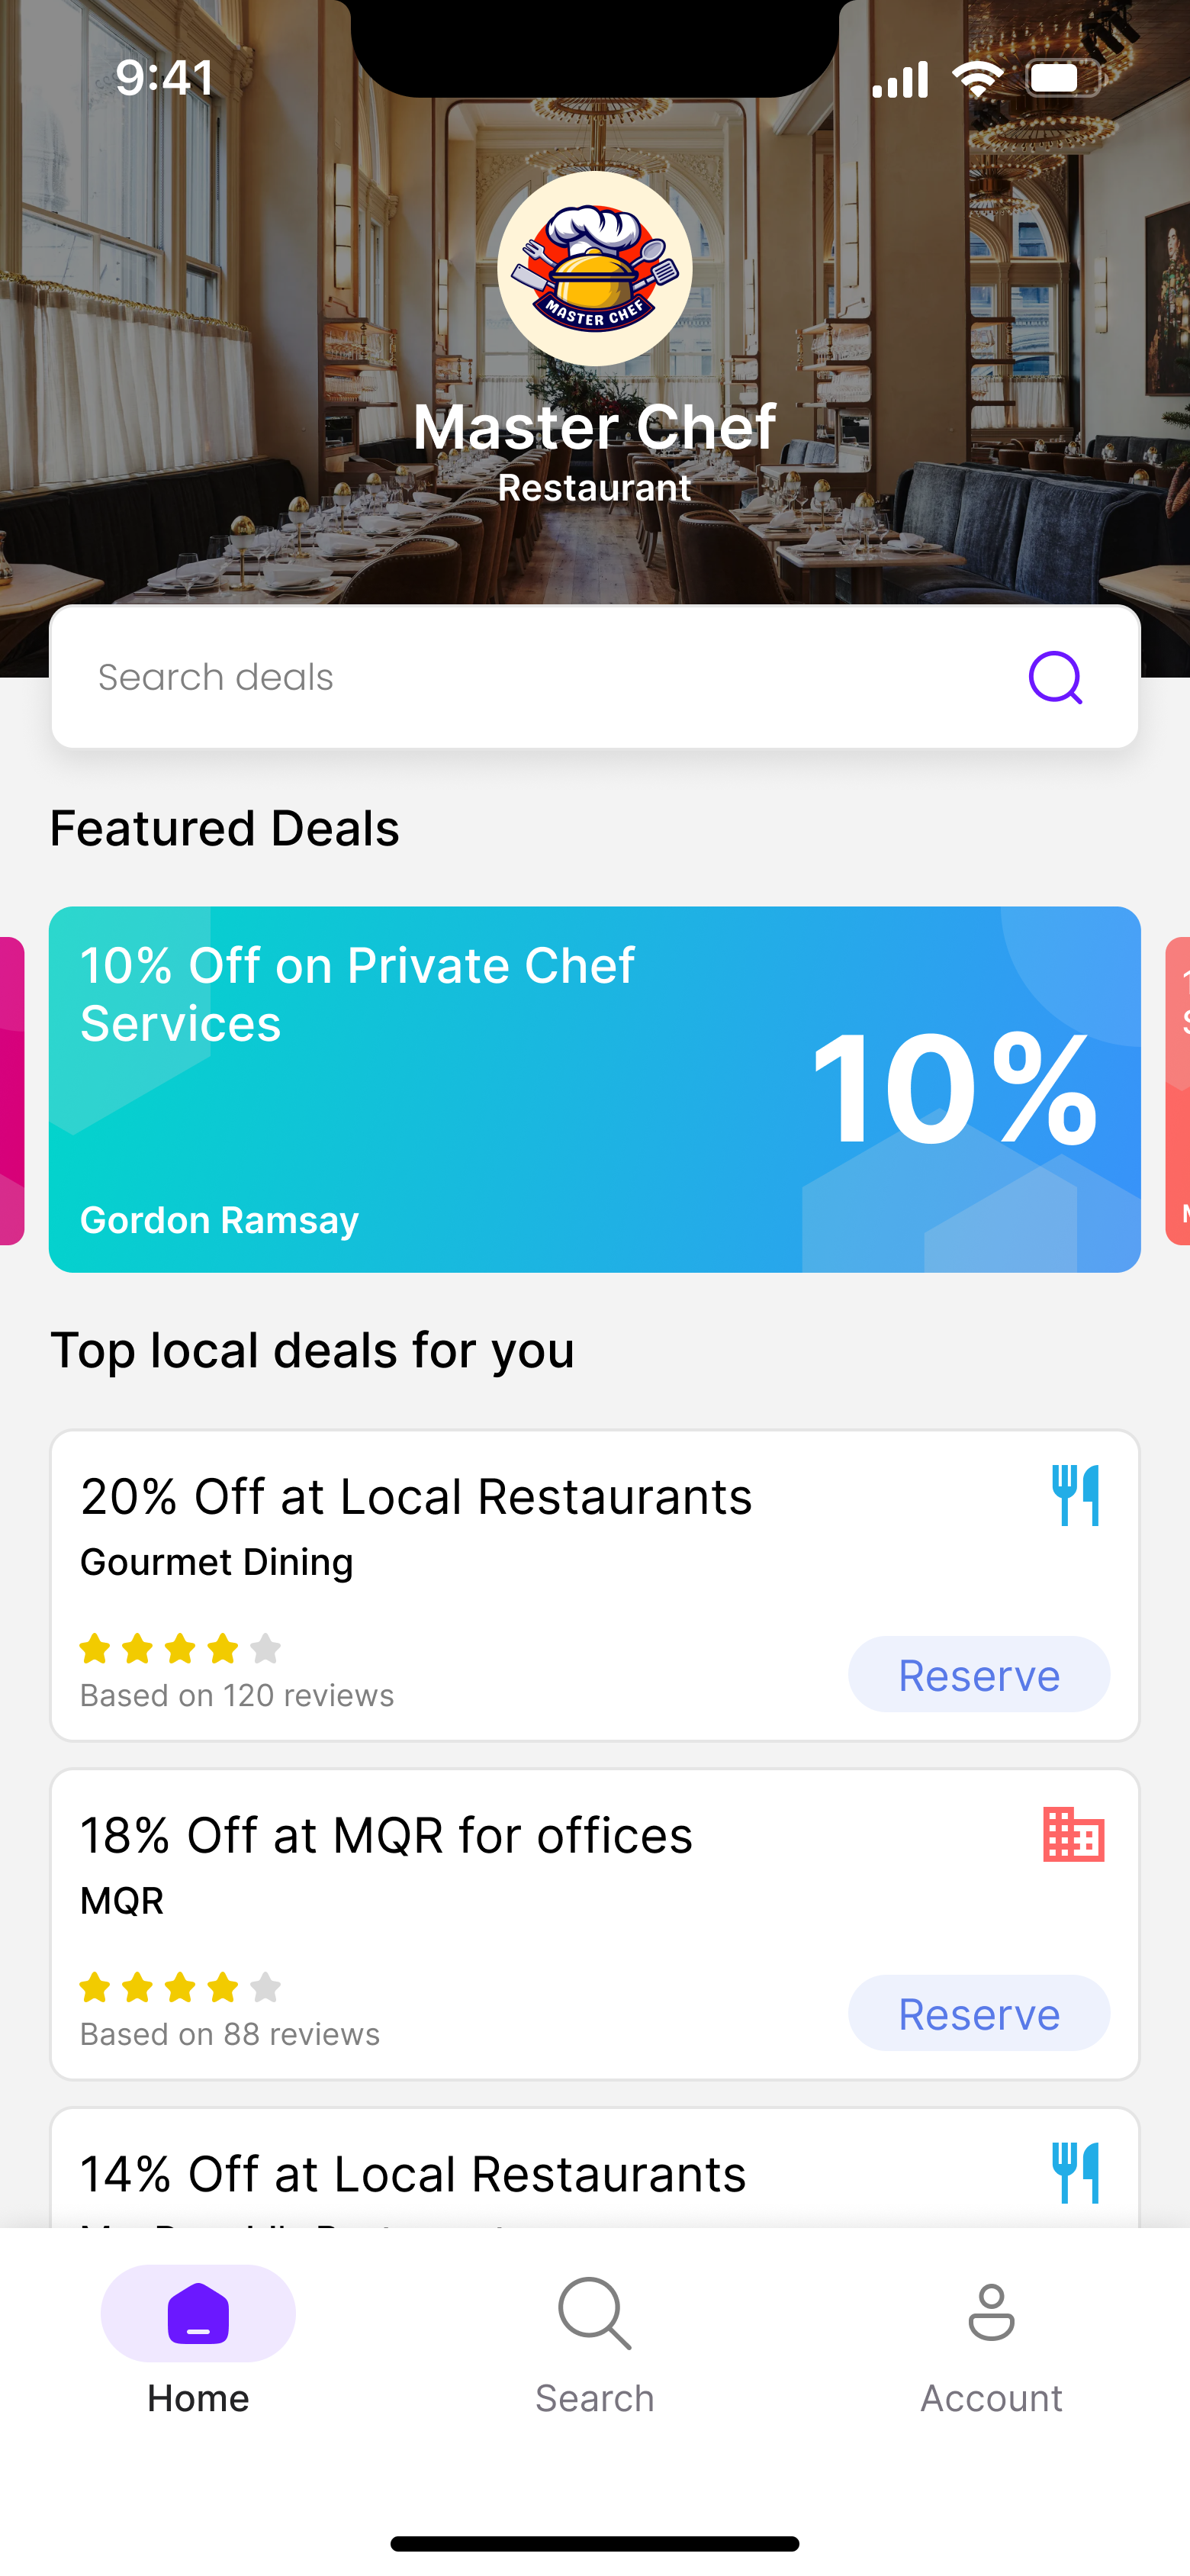 9:41
MASTER CHEF
Master Chef
Restaurant
Search deals
Featured Deals
10% Off on Private Chef
Services
10%
Gordon Ramsay
Top local deals for you
20% Off at Local Restaurants
Gourmet Dining
Based on 120 reviews
Reserve
18% Off at MQR for offices
MQR
Based on 88 reviews
Reserve
14% Off at Local Restaurants
Home
Search
Account